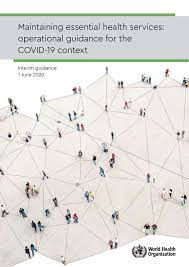 Maintaining essential health services:
operational guidance for the
COVID-19 context
Interim guidance
1 June 2020
World Health
Organization